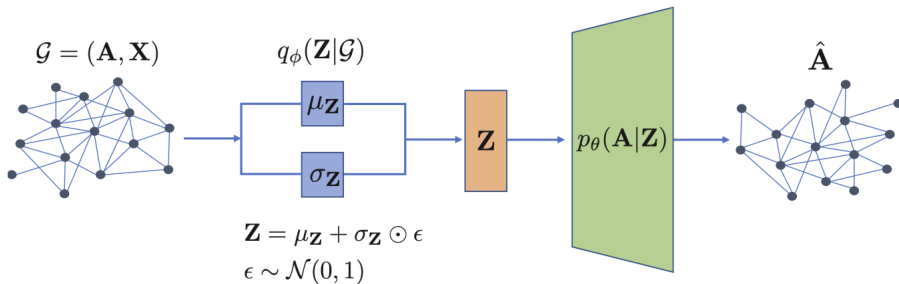 𝒢 = (𝐀, 𝐗)
q_ϕ(𝐙|𝒢)
μ_𝐙
σ_𝐙
𝐙 = μ_𝐙 + σ_𝐙 ⊙ ϵ
ϵ ∼ 𝒩(0, 1)
𝐙
p_θ(𝐀|𝐙)
𝐀̂